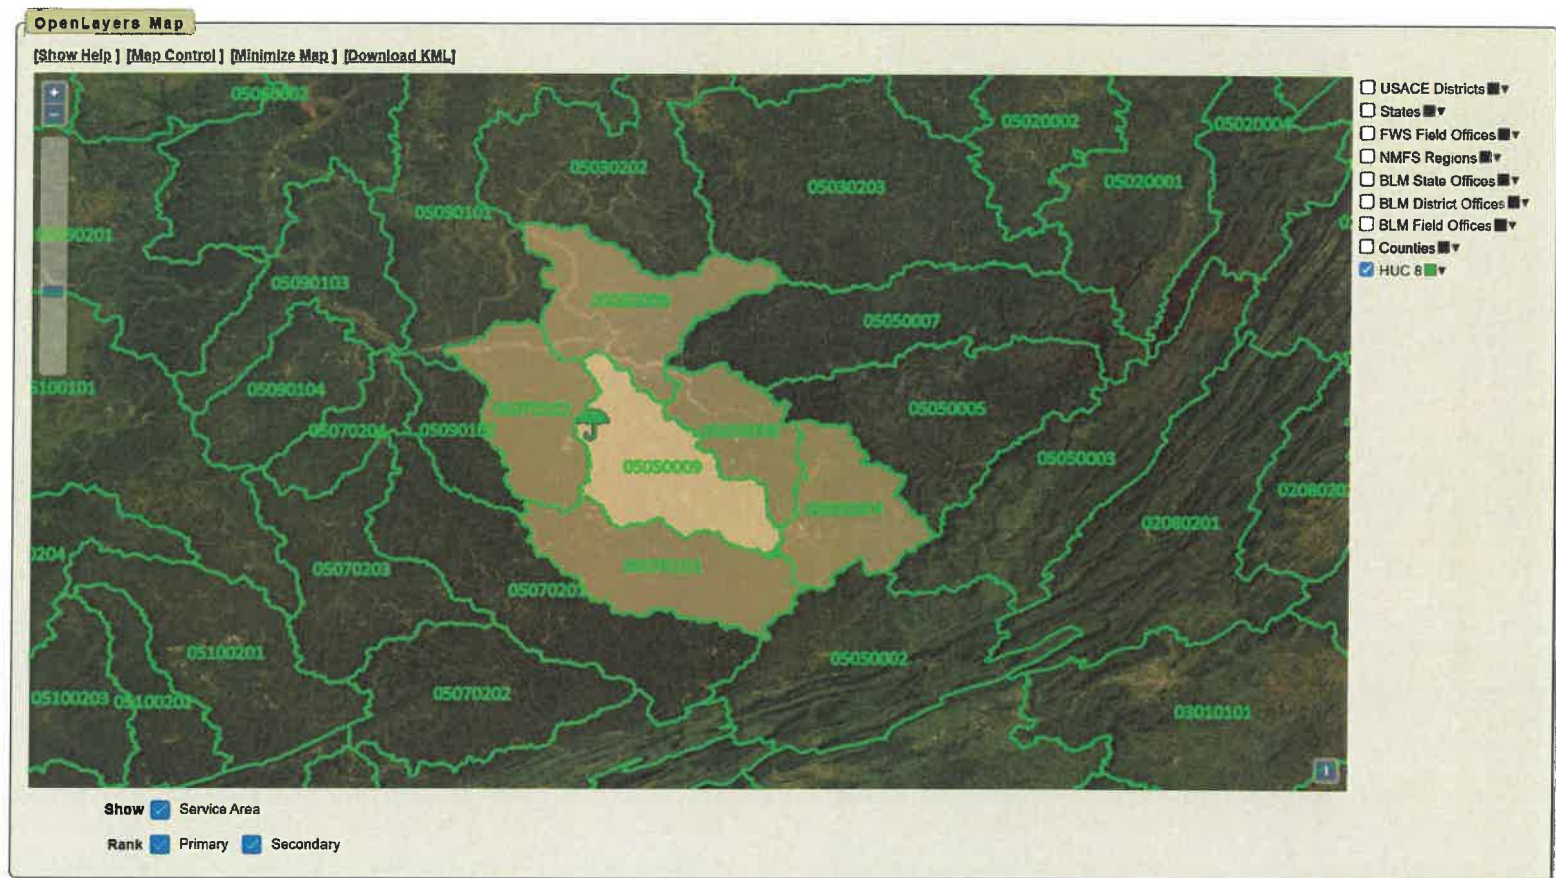 OpenLayers Map
[Show Help ] [Map Control ] [Minimize Map ] [Download KML]
+
−
05060002
05020002
05020004
05030202
05030203
05020001
05090101
05090201
05090103
05050007
05090104
05050005
05070204
05050009
05050003
02080201
05070203
05100201
05050002
05100203
05070202
03010101
USACE Districts
States
FWS Field Offices
NMFS Regions
BLM State Offices
BLM District Offices
BLM Field Offices
Counties
HUC 8
i
Show Service Area
Rank Primary Secondary